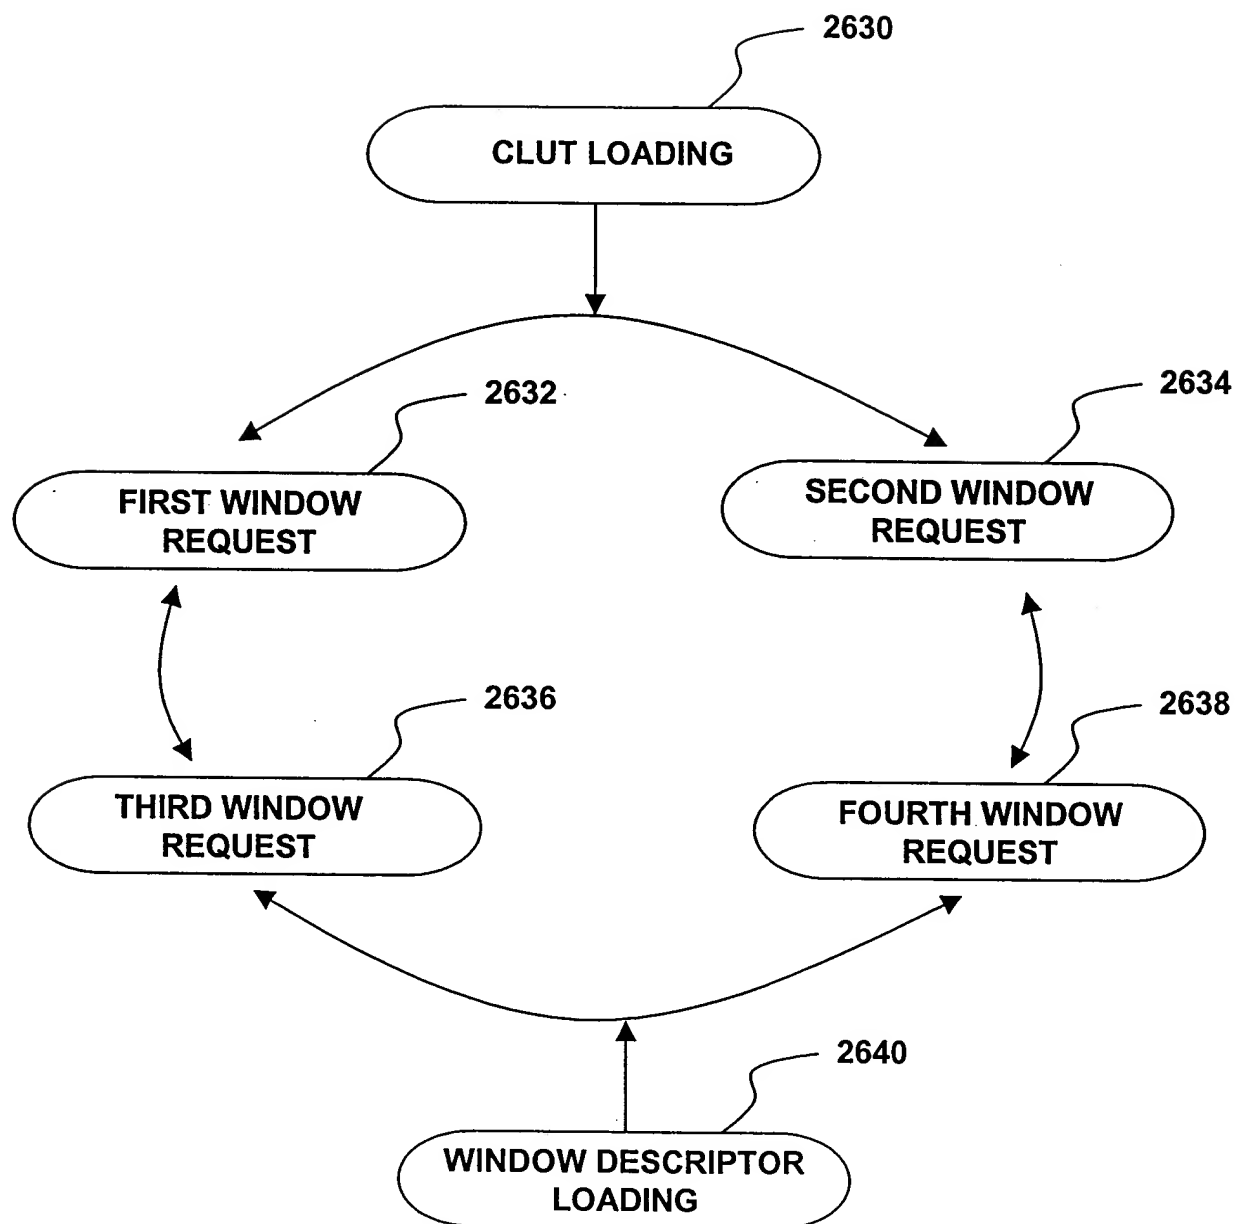 2630
CLUT LOADING
2632
2634
FIRST WINDOW
REQUEST
SECOND WINDOW
REQUEST
2636
2638
THIRD WINDOW
REQUEST
FOURTH WINDOW
REQUEST
2640
WINDOW DESCRIPTOR
LOADING